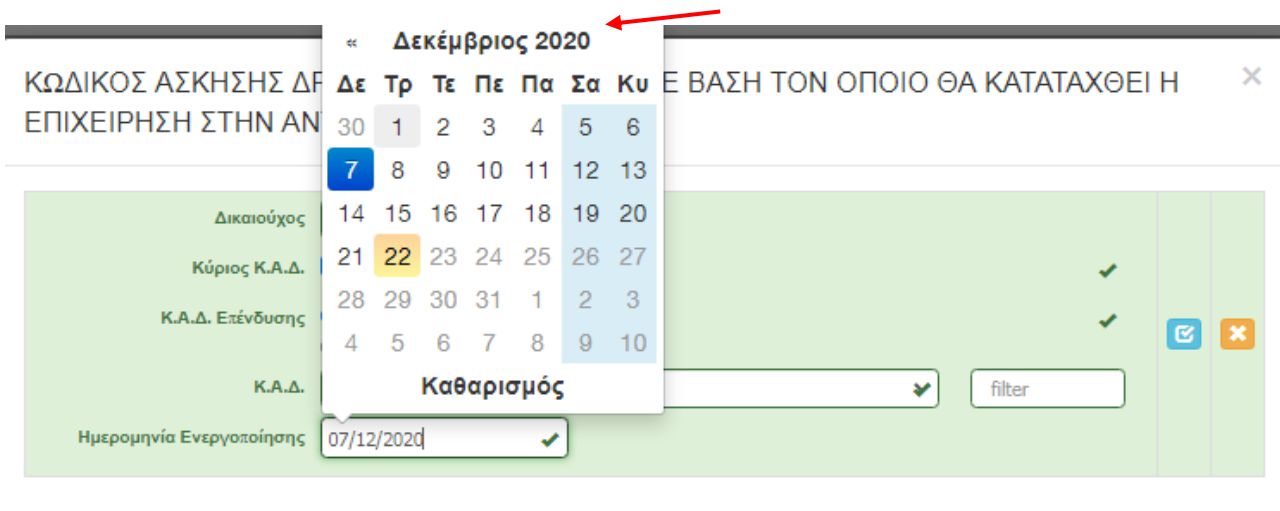 « Δεκέμβριος 2020
ΚΩΔΙΚΟΣ ΑΣΚΗΣΗΣ Ε ΒΑΣΗ ΤΟΝ ΟΠΟΙΟ ΘΑ ΚΑΤΑΤΑΧΘΕΙ Η ×
ΕΠΙΧΕΙΡΗΣΗ ΣΤΗΝ ΑΝ
Δε Τρ Τε Πε Πα Σα Κυ
30 1 2 3 4 5 6
7 8 9 10 11 12 13
14 15 16 17 18 19 20
21 22 23 24 25 26 27
28 29 30 31 1 2 3
4 5 6 7 8 9 10
Καθαρισμός
Δικαιούχος
Κύριος Κ.Α.Δ.
Κ.Α.Δ. Επένδυσης
Κ.Α.Δ. filter
Ημερομηνία Ενεργοποίησης 07/12/2020